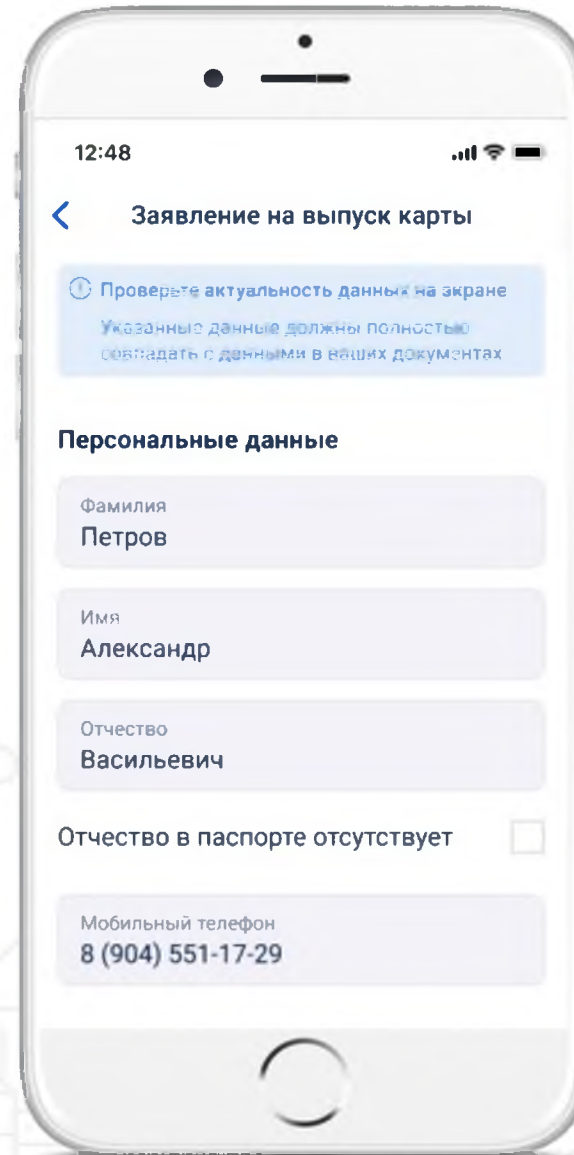 12:48
Заявление на выпуск карты
Проверьте актуальность данных на экране
Указанные данные должны полностью
совпадать с данными в ваших документах
Персональные данные
Фамилия
Петров
Имя
Александр
Отчество
Васильевич
Отчество в паспорте отсутствует
Мобильный телефон
8 (904) 551-17-29